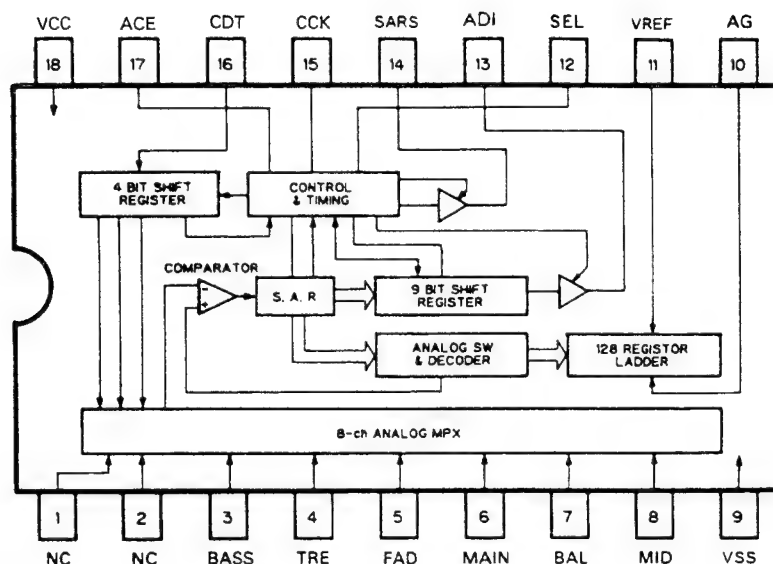 VCC ACE CDT CCK SARS ADI SEL VREF AG
18 17 16 15 14 13 12 11 10
4 BIT SHIFT
REGISTER
CONTROL
& TIMING
COMPARATOR
-
+
S. A. R
9 BIT SHIFT
REGISTER
ANALOG SW
& DECODER
128 REGISTOR
LADDER
8-ch ANALOG MPX
1 2 3 4 5 6 7 8 9
NC NC BASS TRE FAD MAIN BAL MID VSS